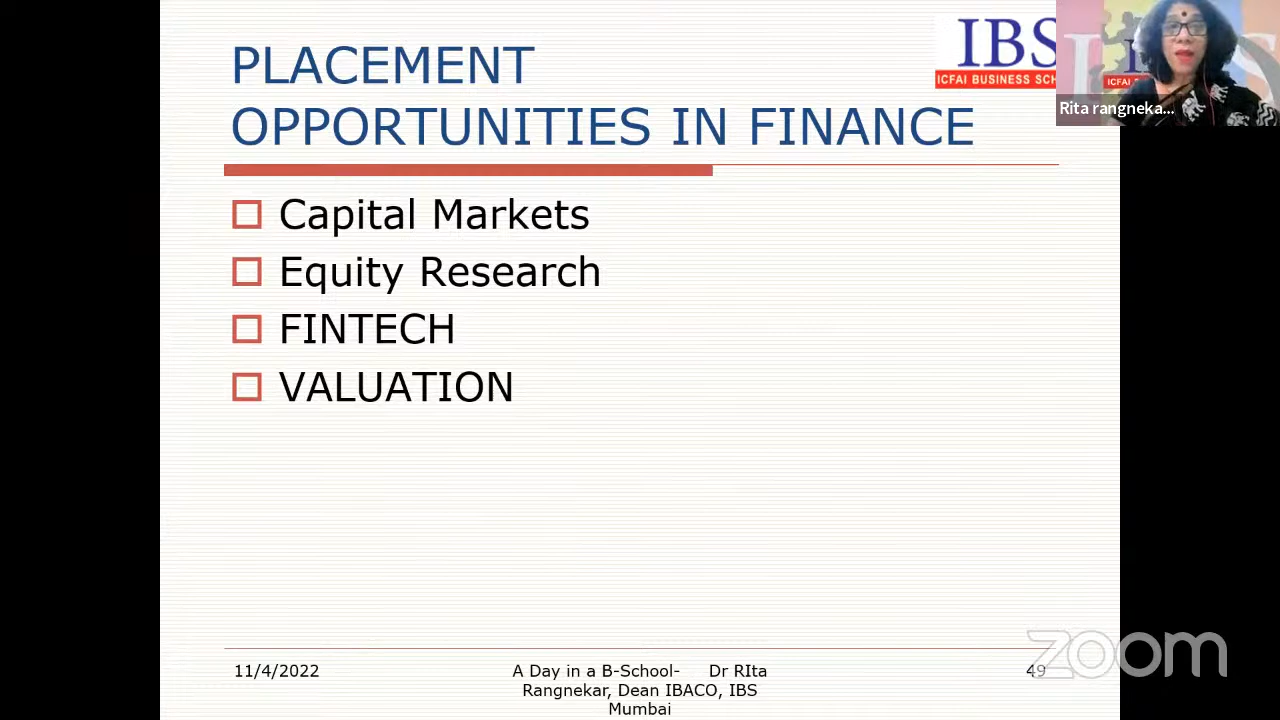 PLACEMENT
OPPORTUNITIES IN FINANCE
IBS
ICFAI BUSINESS SCH
ICFAI
Rita rangneka...
Capital Markets
Equity Research
FINTECH
VALUATION
11/4/2022
A Day in a B-School- Dr RIta
Rangnekar, Dean IBACO, IBS
Mumbai
49
zoom